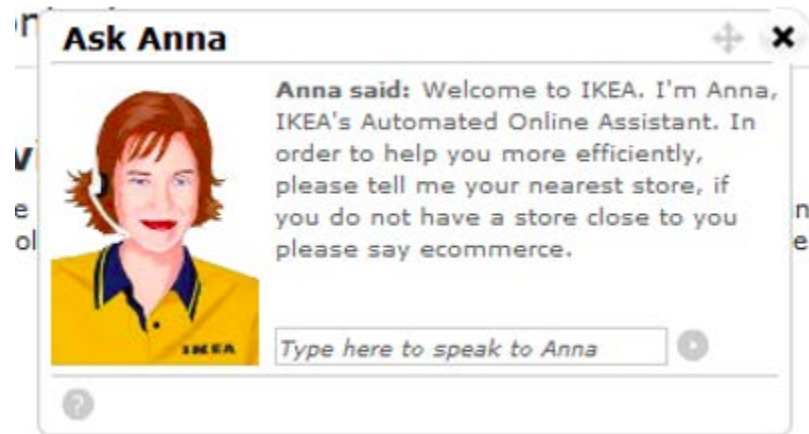 Ask Anna
Anna said: Welcome to IKEA. I'm Anna,
IKEA's Automated Online Assistant. In
order to help you more efficiently,
please tell me your nearest store, if
you do not have a store close to you
please say ecommerce.
IKEA
Type here to speak to Anna